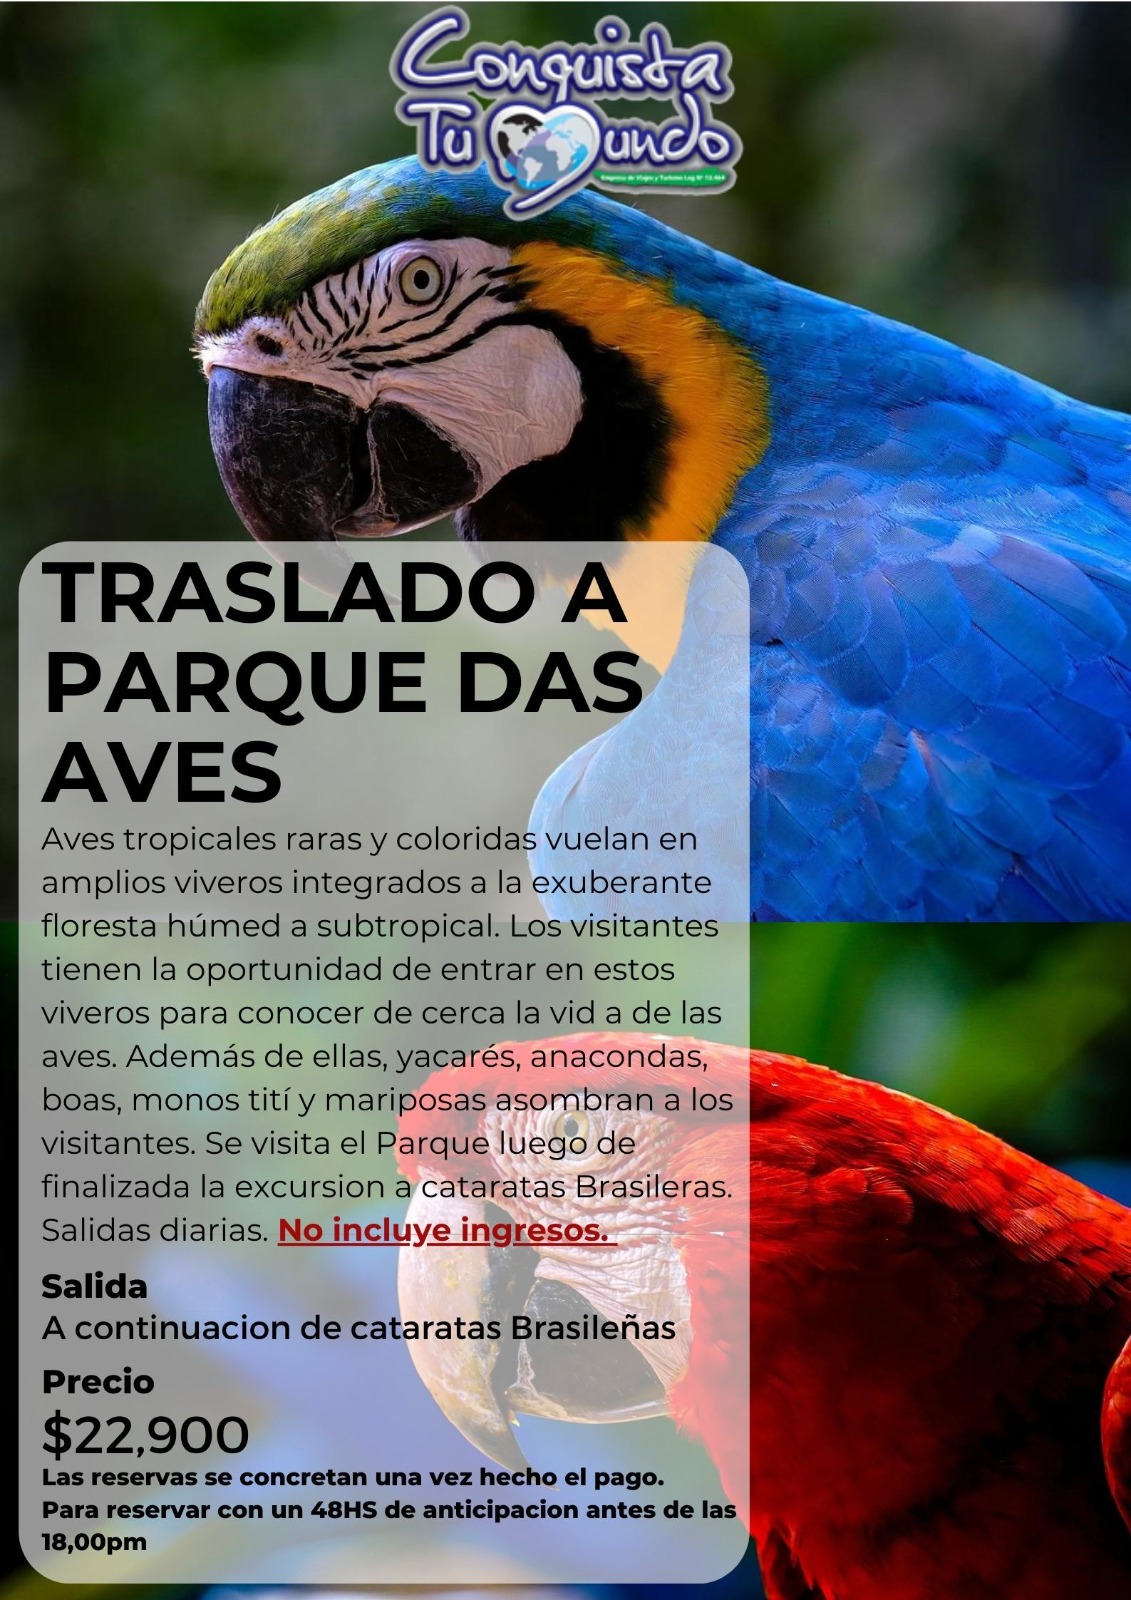 Conquista
Tu Mundo
Empresa de Viajes y Turismo Leg Nº 13.464
TRASLADO A
PARQUE DAS
AVES
Aves tropicales raras y coloridas vuelan en
amplios viveros integrados a la exuberante
floresta húmed a subtropical. Los visitantes
tienen la oportunidad de entrar en estos
viveros para conocer de cerca la vid a de las
aves. Además de ellas, yacarés, anacondas,
boas, monos tití y mariposas asombran a los
visitantes. Se visita el Parque luego de
finalizada la excursion a cataratas Brasileras.
Salidas diarias. No incluye ingresos.
Salida
A continuacion de cataratas Brasileñas
Precio
$22,900
Las reservas se concretan una vez hecho el pago.
Para reservar con un 48HS de anticipacion antes de las
18,00pm